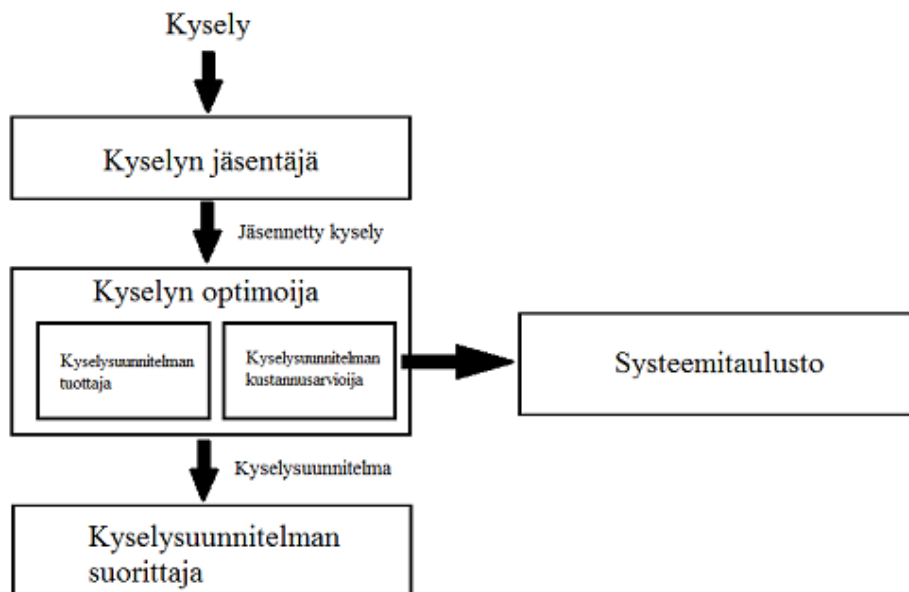 Kysely
Kyselyn jäsentäjä
Jäsennetty kysely
Kyselyn optimoija
Kyselysuunnitelman
tuottaja
Kyselysuunnitelman
kustannusarvioija
Systeemitaulusto
Kyselysuunnitelma
Kyselysuunnitelman
suorittaja